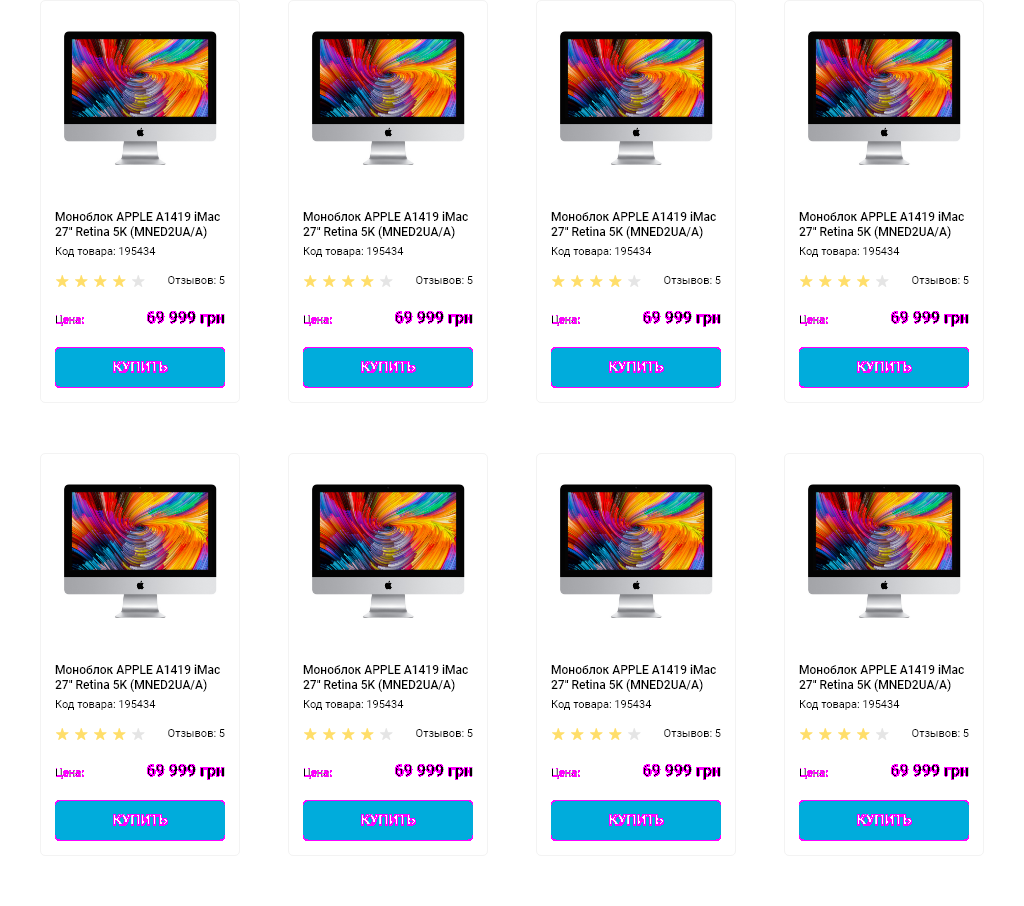 Моноблок APPLE A1419 iMac
27" Retina 5K (MNED2UA/A)
Код товара: 195434
Отзывов: 5
Цена: 69 999 грн
КУПИТЬ
Моноблок APPLE A1419 iMac
27" Retina 5K (MNED2UA/A)
Код товара: 195434
Отзывов: 5
Цена: 69 999 грн
КУПИТЬ
Моноблок APPLE A1419 iMac
27" Retina 5K (MNED2UA/A)
Код товара: 195434
Отзывов: 5
Цена: 69 999 грн
КУПИТЬ
Моноблок APPLE A1419 iMac
27" Retina 5K (MNED2UA/A)
Код товара: 195434
Отзывов: 5
Цена: 69 999 грн
КУПИТЬ
Моноблок APPLE A1419 iMac
27" Retina 5K (MNED2UA/A)
Код товара: 195434
Отзывов: 5
Цена: 69 999 грн
КУПИТЬ
Моноблок APPLE A1419 iMac
27" Retina 5K (MNED2UA/A)
Код товара: 195434
Отзывов: 5
Цена: 69 999 грн
КУПИТЬ
Моноблок APPLE A1419 iMac
27" Retina 5K (MNED2UA/A)
Код товара: 195434
Отзывов: 5
Цена: 69 999 грн
КУПИТЬ
Моноблок APPLE A1419 iMac
27" Retina 5K (MNED2UA/A)
Код товара: 195434
Отзывов: 5
Цена: 69 999 грн
КУПИТЬ